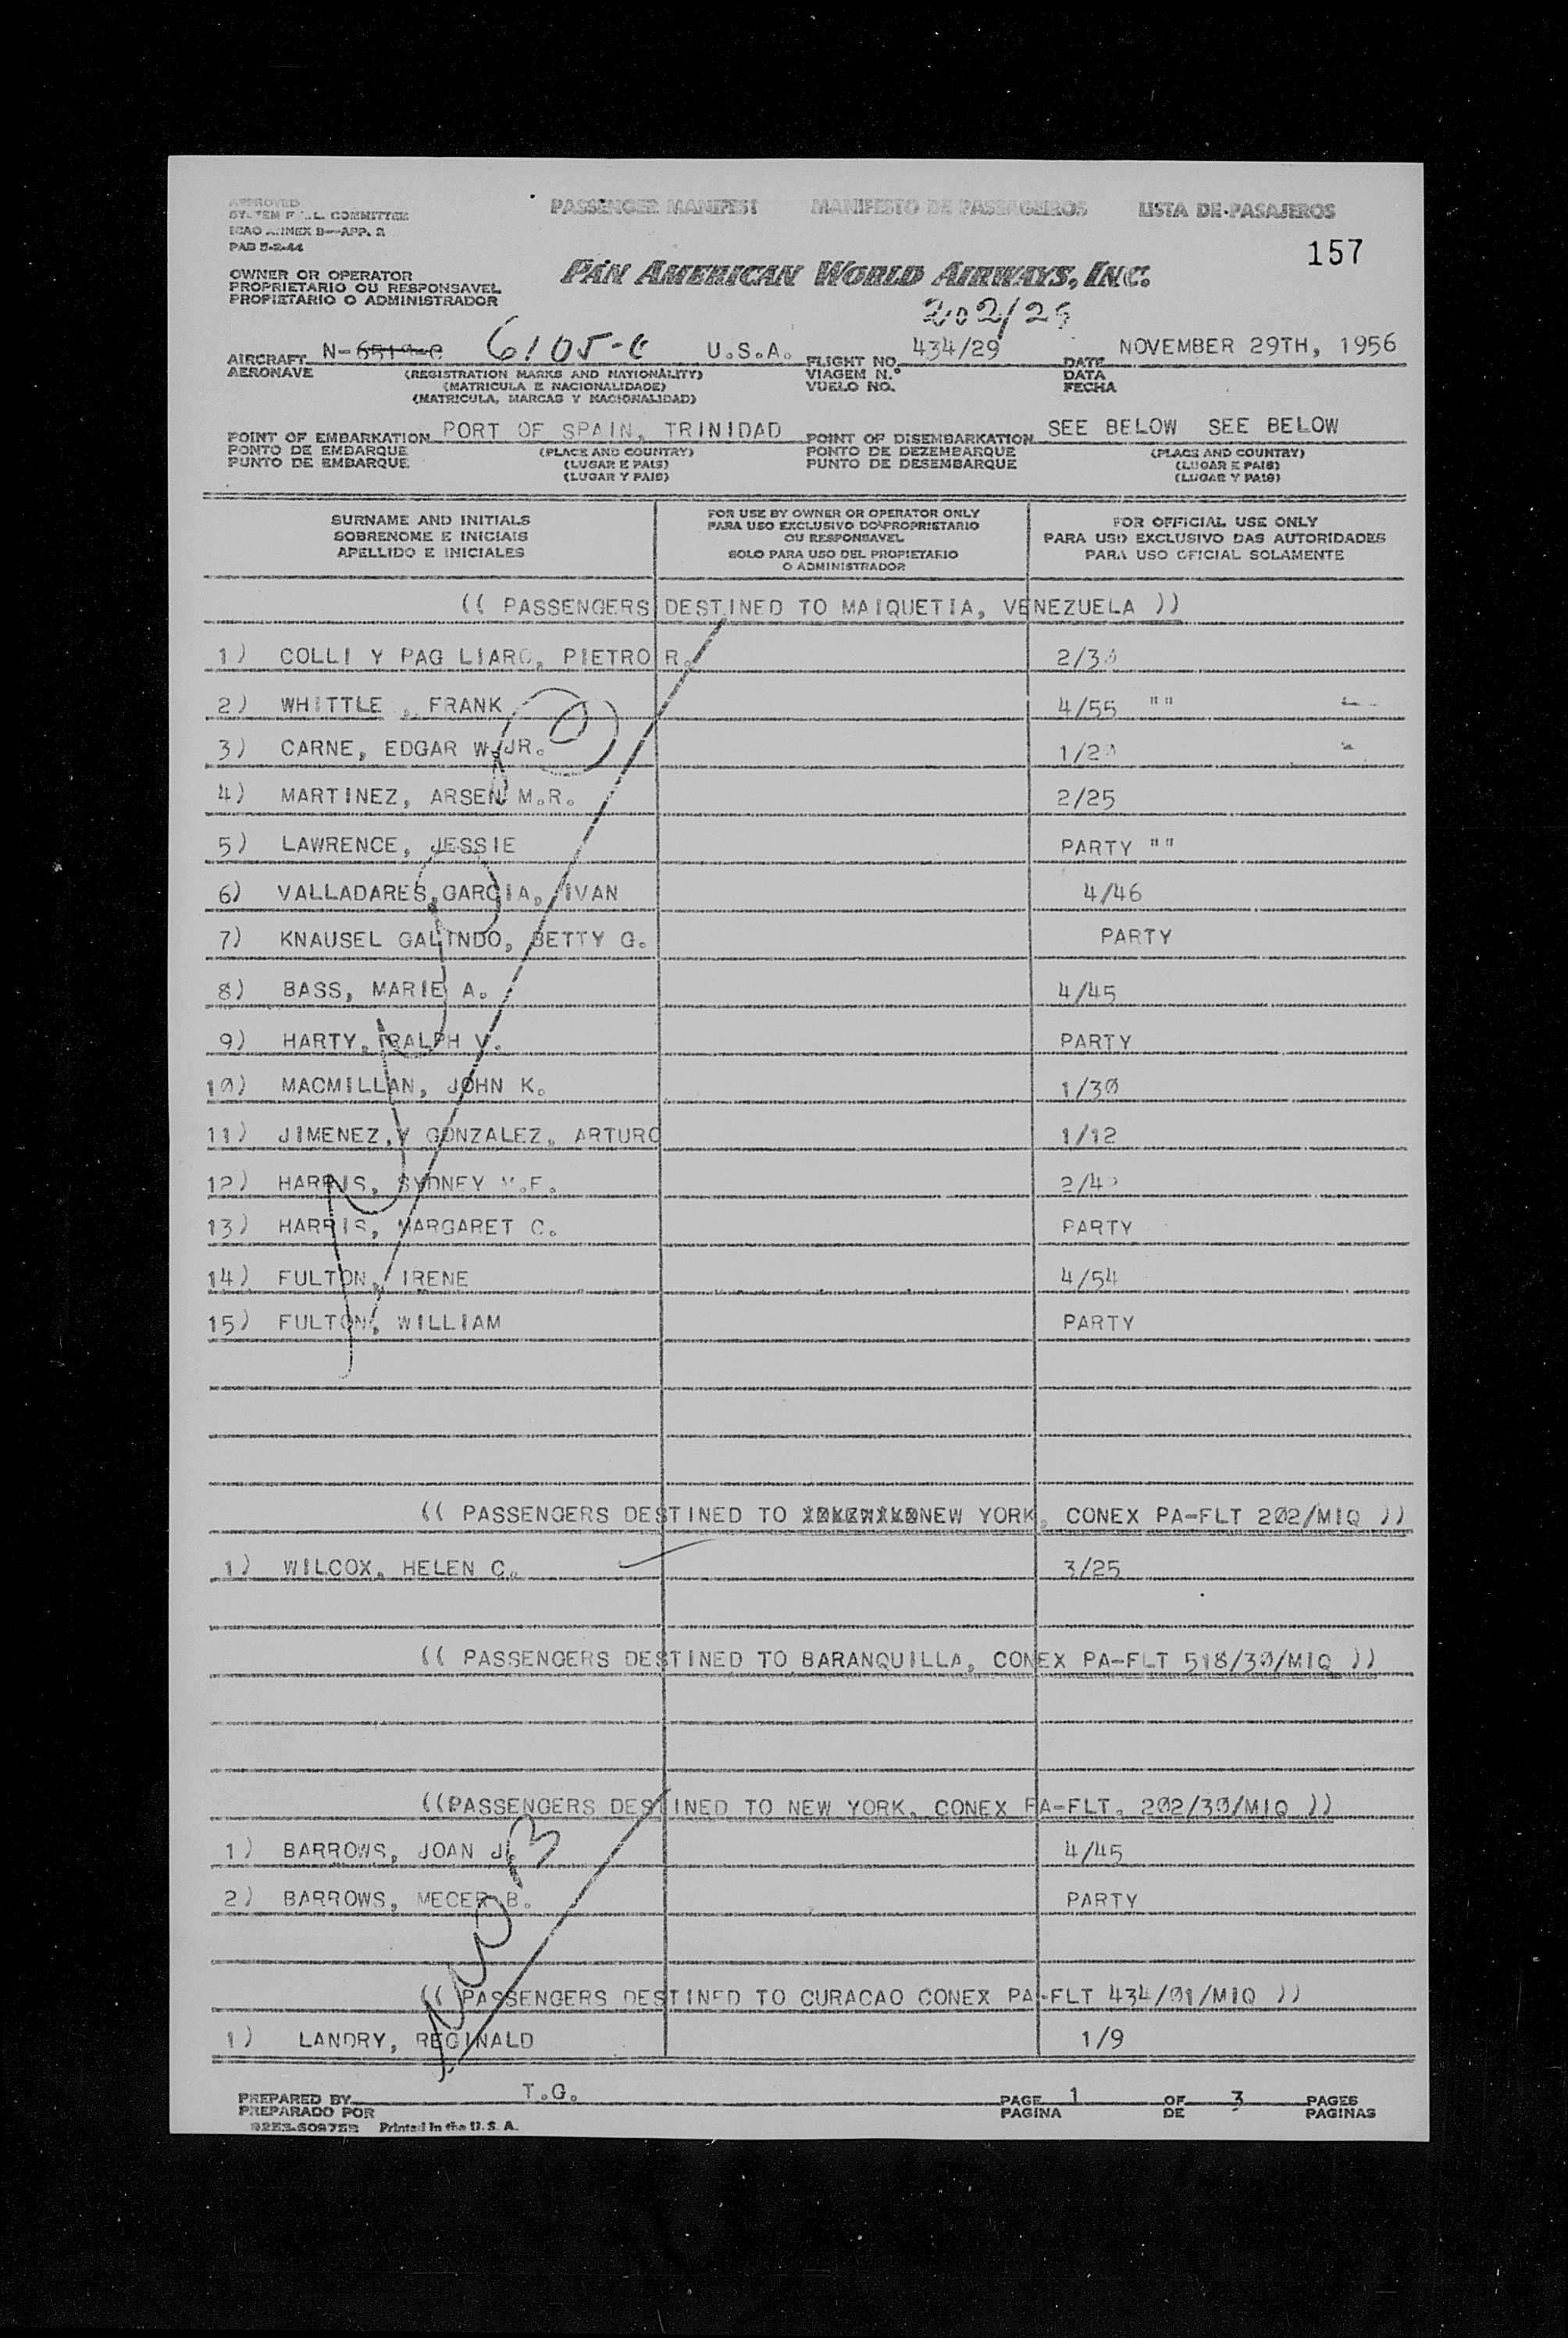 APPROVED
SYSTEM COMMITTEE
ICAO ANNEX 9—APP. 2
PAD 5-2-44
PASSENGER MANIFEST MANIFESTO DE PASSAGEIROS LISTA DE PASAJEROS
157
OWNER OR OPERATOR
PROPRIETARIO OU RESPONSAVEL
PROPIETARIO O ADMINISTRADOR
PAN AMERICAN WORLD AIRWAYS, INC.
202/29
AIRCRAFT N- 6105-C U.S.A. FLIGHT NO. 434/29 DATE NOVEMBER 29TH, 1956
AERONAVE (REGISTRATION MARKS AND NATIONALITY) VIAGEM N.° DATA
(MATRICULA E NACIONALIDADE) VUELO NO. FECHA
(MATRICULA, MARCAS Y NACIONALIDAD)
POINT OF EMBARKATION PORT OF SPAIN, TRINIDAD POINT OF DISEMBARKATION SEE BELOW SEE BELOW
PONTO DE EMBARQUE (PLACE AND COUNTRY) PONTO DE DEZEMBARQUE (PLACE AND COUNTRY)
PUNTO DE EMBARQUE (LUGAR E PAIS) PUNTO DE DESEMBARQUE (LUGAR E PAIS)
(LUGAR Y PAIS) (LUGAR Y PAIS)
SURNAME AND INITIALS
SOBRENOME E INICIAIS
APELLIDO E INICIALES
FOR USE BY OWNER OR OPERATOR ONLY
PARA USO EXCLUSIVO DO PROPRIETARIO
OU RESPONSAVEL
SOLO PARA USO DEL PROPIETARIO
O ADMINISTRADOR
FOR OFFICIAL USE ONLY
PARA USO EXCLUSIVO DAS AUTORIDADES
PARA USO OFICIAL SOLAMENTE
(( PASSENGERS DESTINED TO MAIQUETIA, VENEZUELA ))
1) COLLI Y PAG LIARO, PIETRO R. 2/30
2) WHITTLE , FRANK 4/55 ""
3) CARNE, EDGAR W. JR. 1/20
4) MARTINEZ, ARSEN M.R. 2/25
5) LAWRENCE, JESSIE PARTY ""
6) VALLADARES,GARCIA, IVAN 4/46
7) KNAUSEL GALINDO, BETTY G. PARTY
8) BASS, MARIE A. 4/45
9) HARTY, RALPH V. PARTY
10) MACMILLAN, JOHN K. 1/30
11) JIMENEZ,Y GONZALEZ, ARTURO 1/12
12) HARRIS, SYDNEY 2/40
13) HARRIS, MARGARET C. PARTY
14) FULTON, IRENE 4/54
15) FULTON, WILLIAM PARTY
(( PASSENGERS DESTINED TO NEW YORK, CONEX PA-FLT 202/MIQ ))
1) WILCOX, HELEN C. 3/25
(( PASSENGERS DESTINED TO BARANQUILLA, CONEX PA-FLT 518/30/MIQ ))
((PASSENGERS DESTINED TO NEW YORK, CONEX PA-FLT. 202/30/MIQ ))
1) BARROWS, JOAN J. 4/45
2) BARROWS, MECER B. PARTY
(( PASSENGERS DESTINED TO CURACAO CONEX PA-FLT 434/01/MIQ ))
1) LANDRY, REGINALD 1/9
PREPARED BY T.G. PAGE 1 OF 3 PAGES
PREPARADO POR PAGINA DE PAGINAS
Printed in the U.S.A.